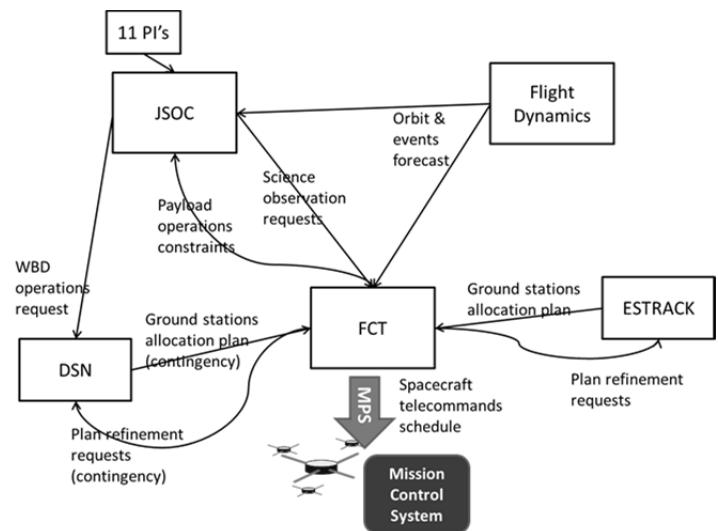 11 PI's
JSOC
Flight
Dynamics
Orbit &
events
forecast
Science
observation
requests
Payload
operations
constraints
WBD
operations
request
Ground stations
allocation plan
(contingency)
FCT
Ground stations
allocation plan
ESTRACK
DSN
Plan refinement
requests
Plan refinement
requests
(contingency)
MPS
Spacecraft
telecommands
schedule
Mission
Control
System